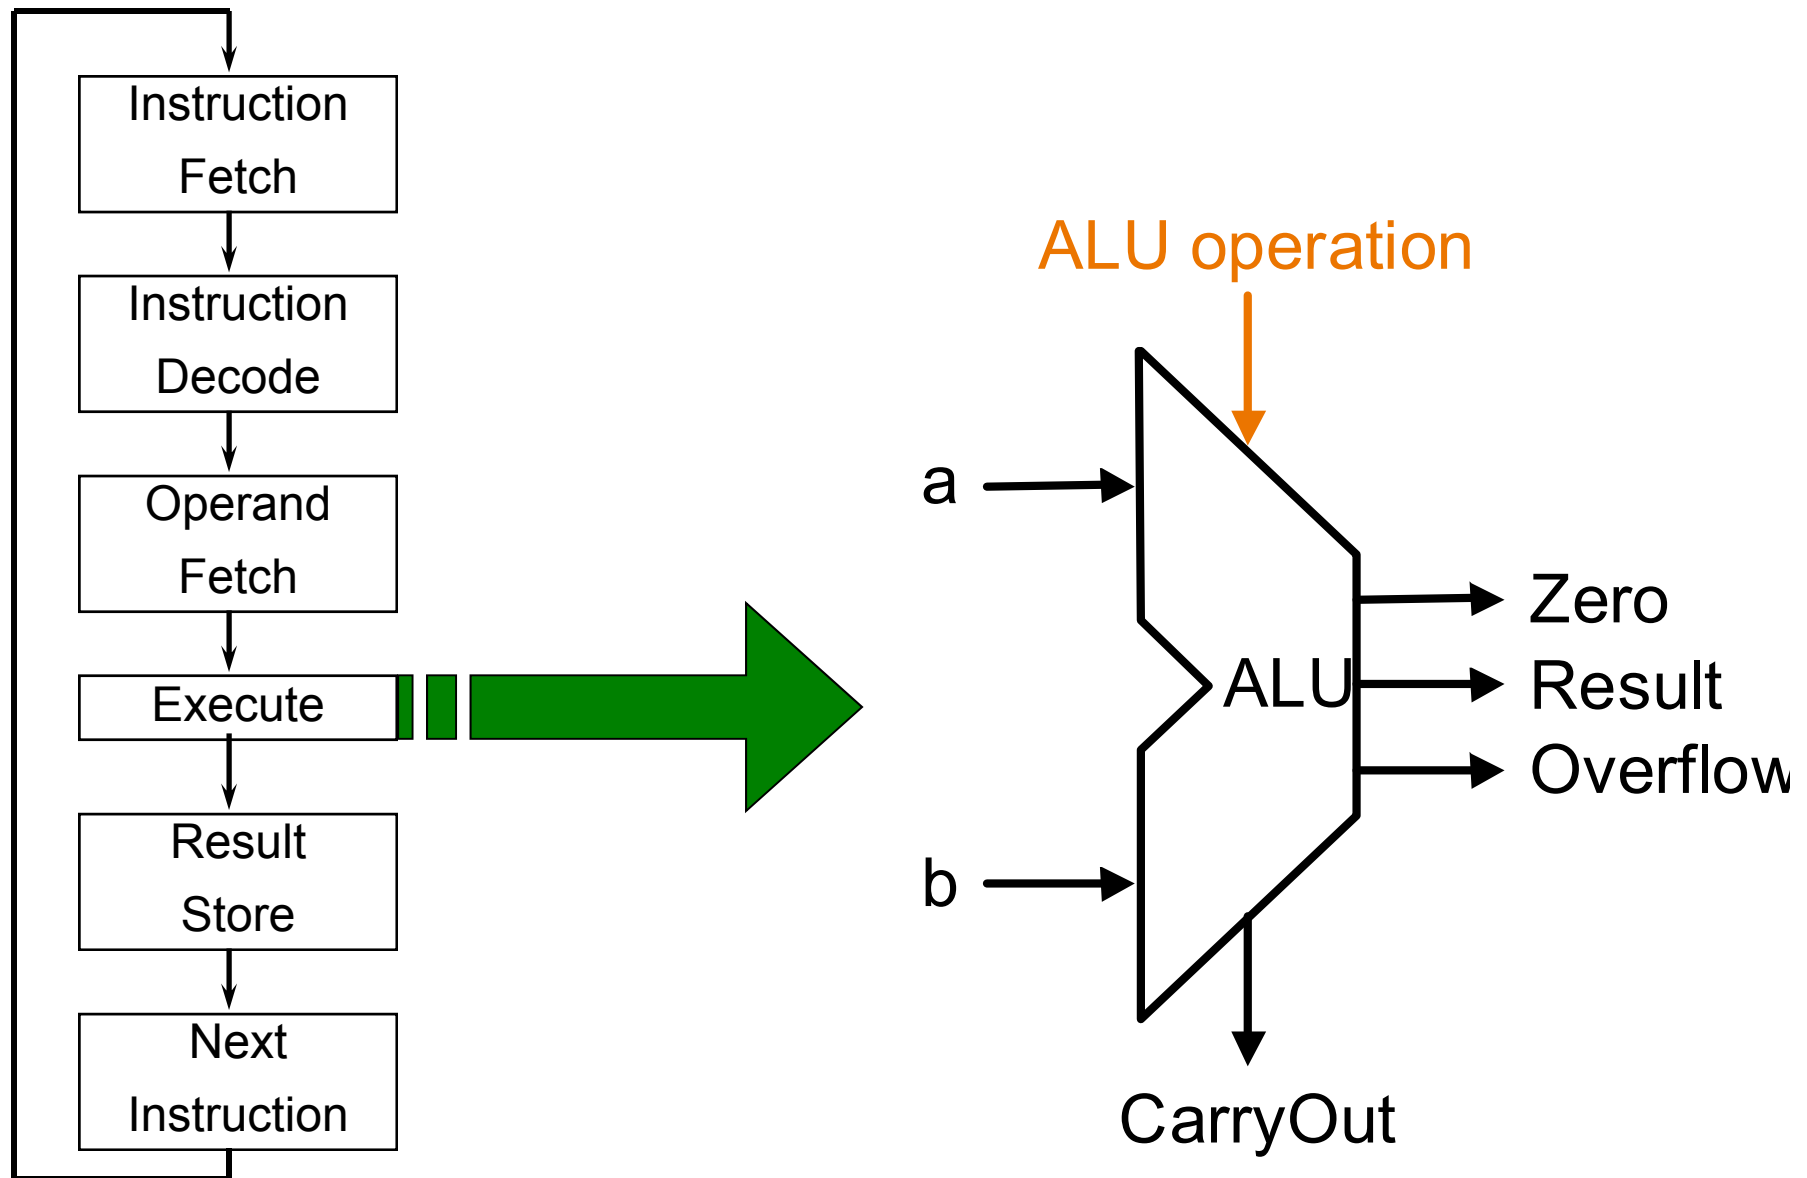 Instruction
Fetch
Instruction
Decode
Operand
Fetch
Execute
Result
Store
Next
Instruction
ALU operation
a
b
ALU
Zero
Result
Overflow
CarryOut